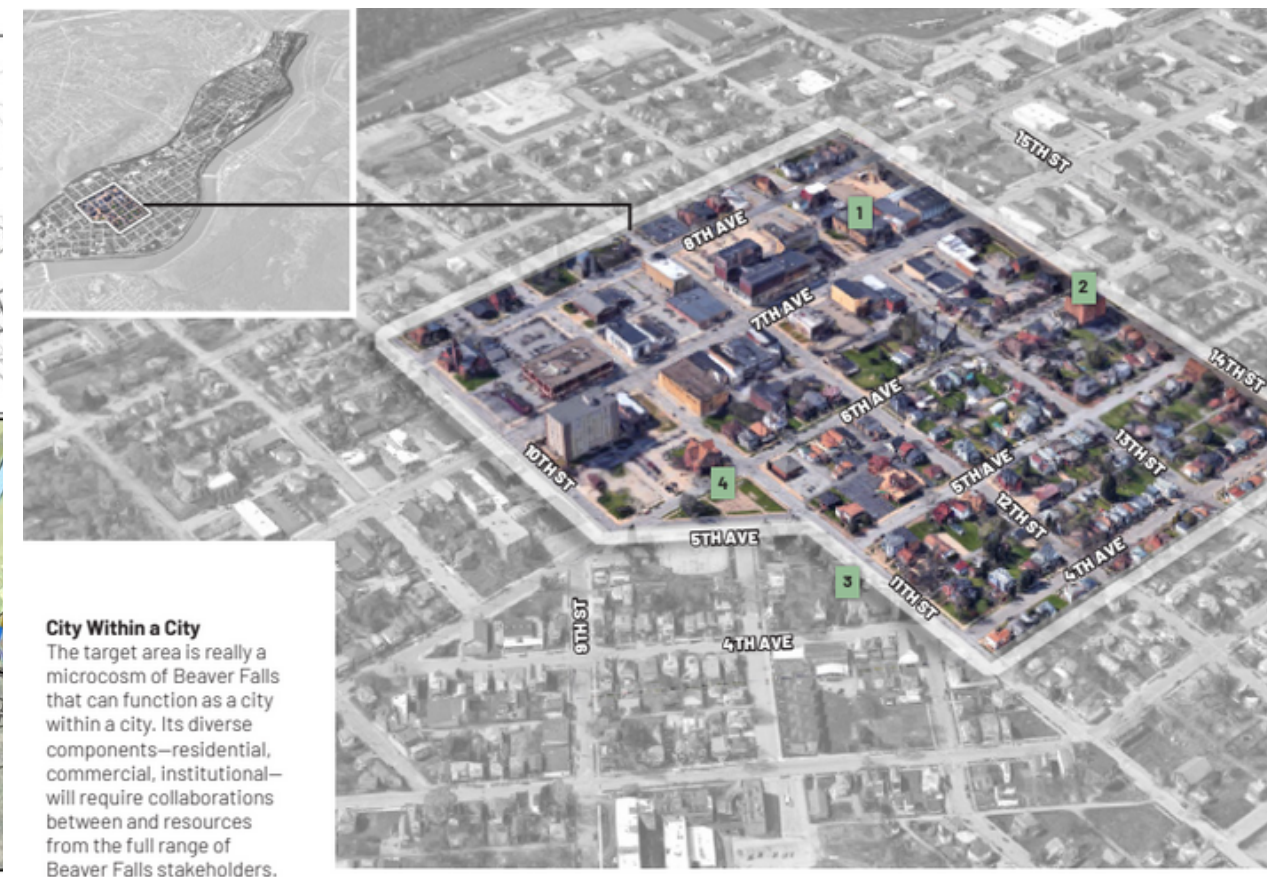 15TH ST
8TH AVE
1
2
7TH AVE
14TH ST
6TH AVE
13TH ST
10TH ST
5TH AVE
4
12TH ST
5TH AVE
4TH AVE
3
11TH ST
9TH ST
4TH AVE
City Within a City
The target area is really a
microcosm of Beaver Falls
that can function as a city
within a city. Its diverse
components—residential,
commercial, institutional—
will require collaborations
between and resources
from the full range of
Beaver Falls stakeholders.